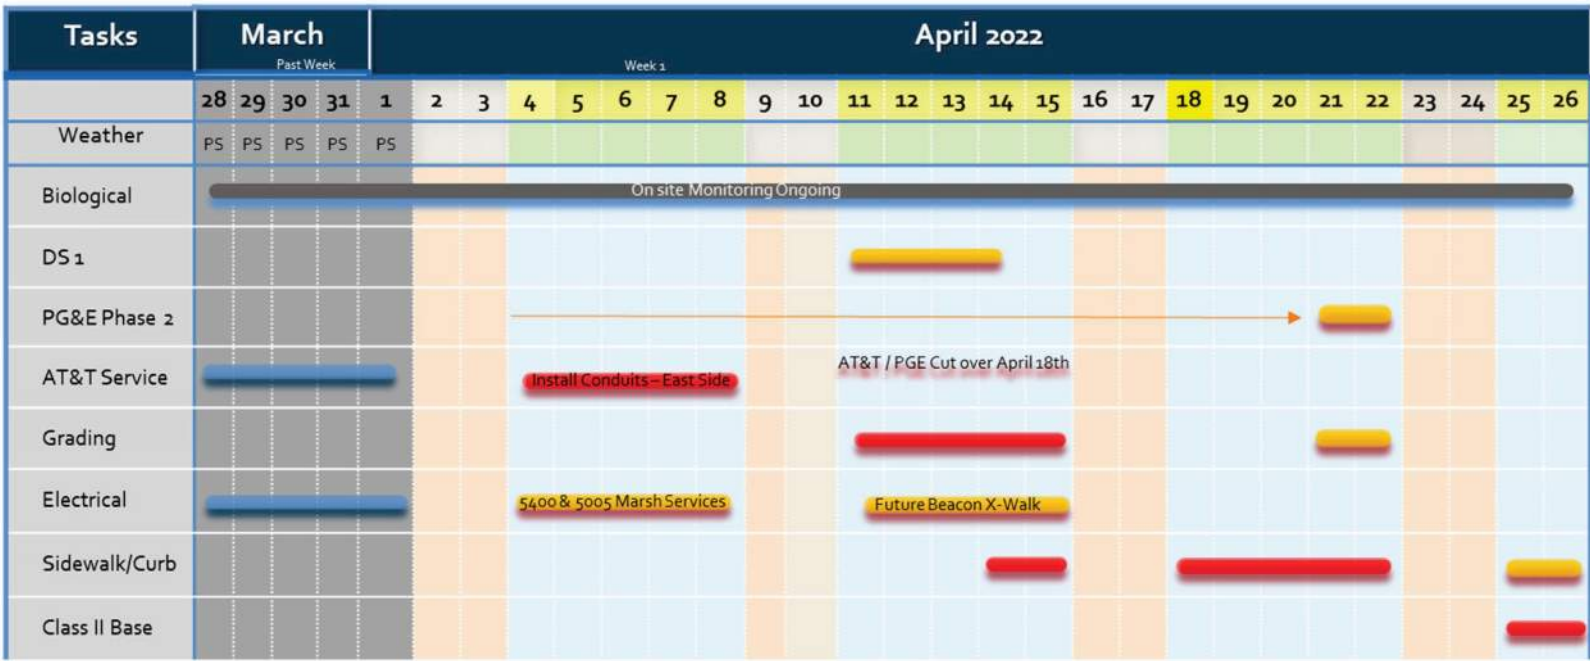 Tasks March April 2022
Past Week Week 1
28 29 30 31 1 2 3 4 5 6 7 8 9 10 11 12 13 14 15 16 17 18 19 20 21 22 23 24 25 26
Weather PS PS PS PS PS
Biological On site Monitoring Ongoing
DS 1
PG&E Phase 2
AT&T Service Install Conduits – East Side AT&T / PGE Cut over April 18th
Grading
Electrical 5400 & 5005 Marsh Services Future Beacon X-Walk
Sidewalk/Curb
Class II Base